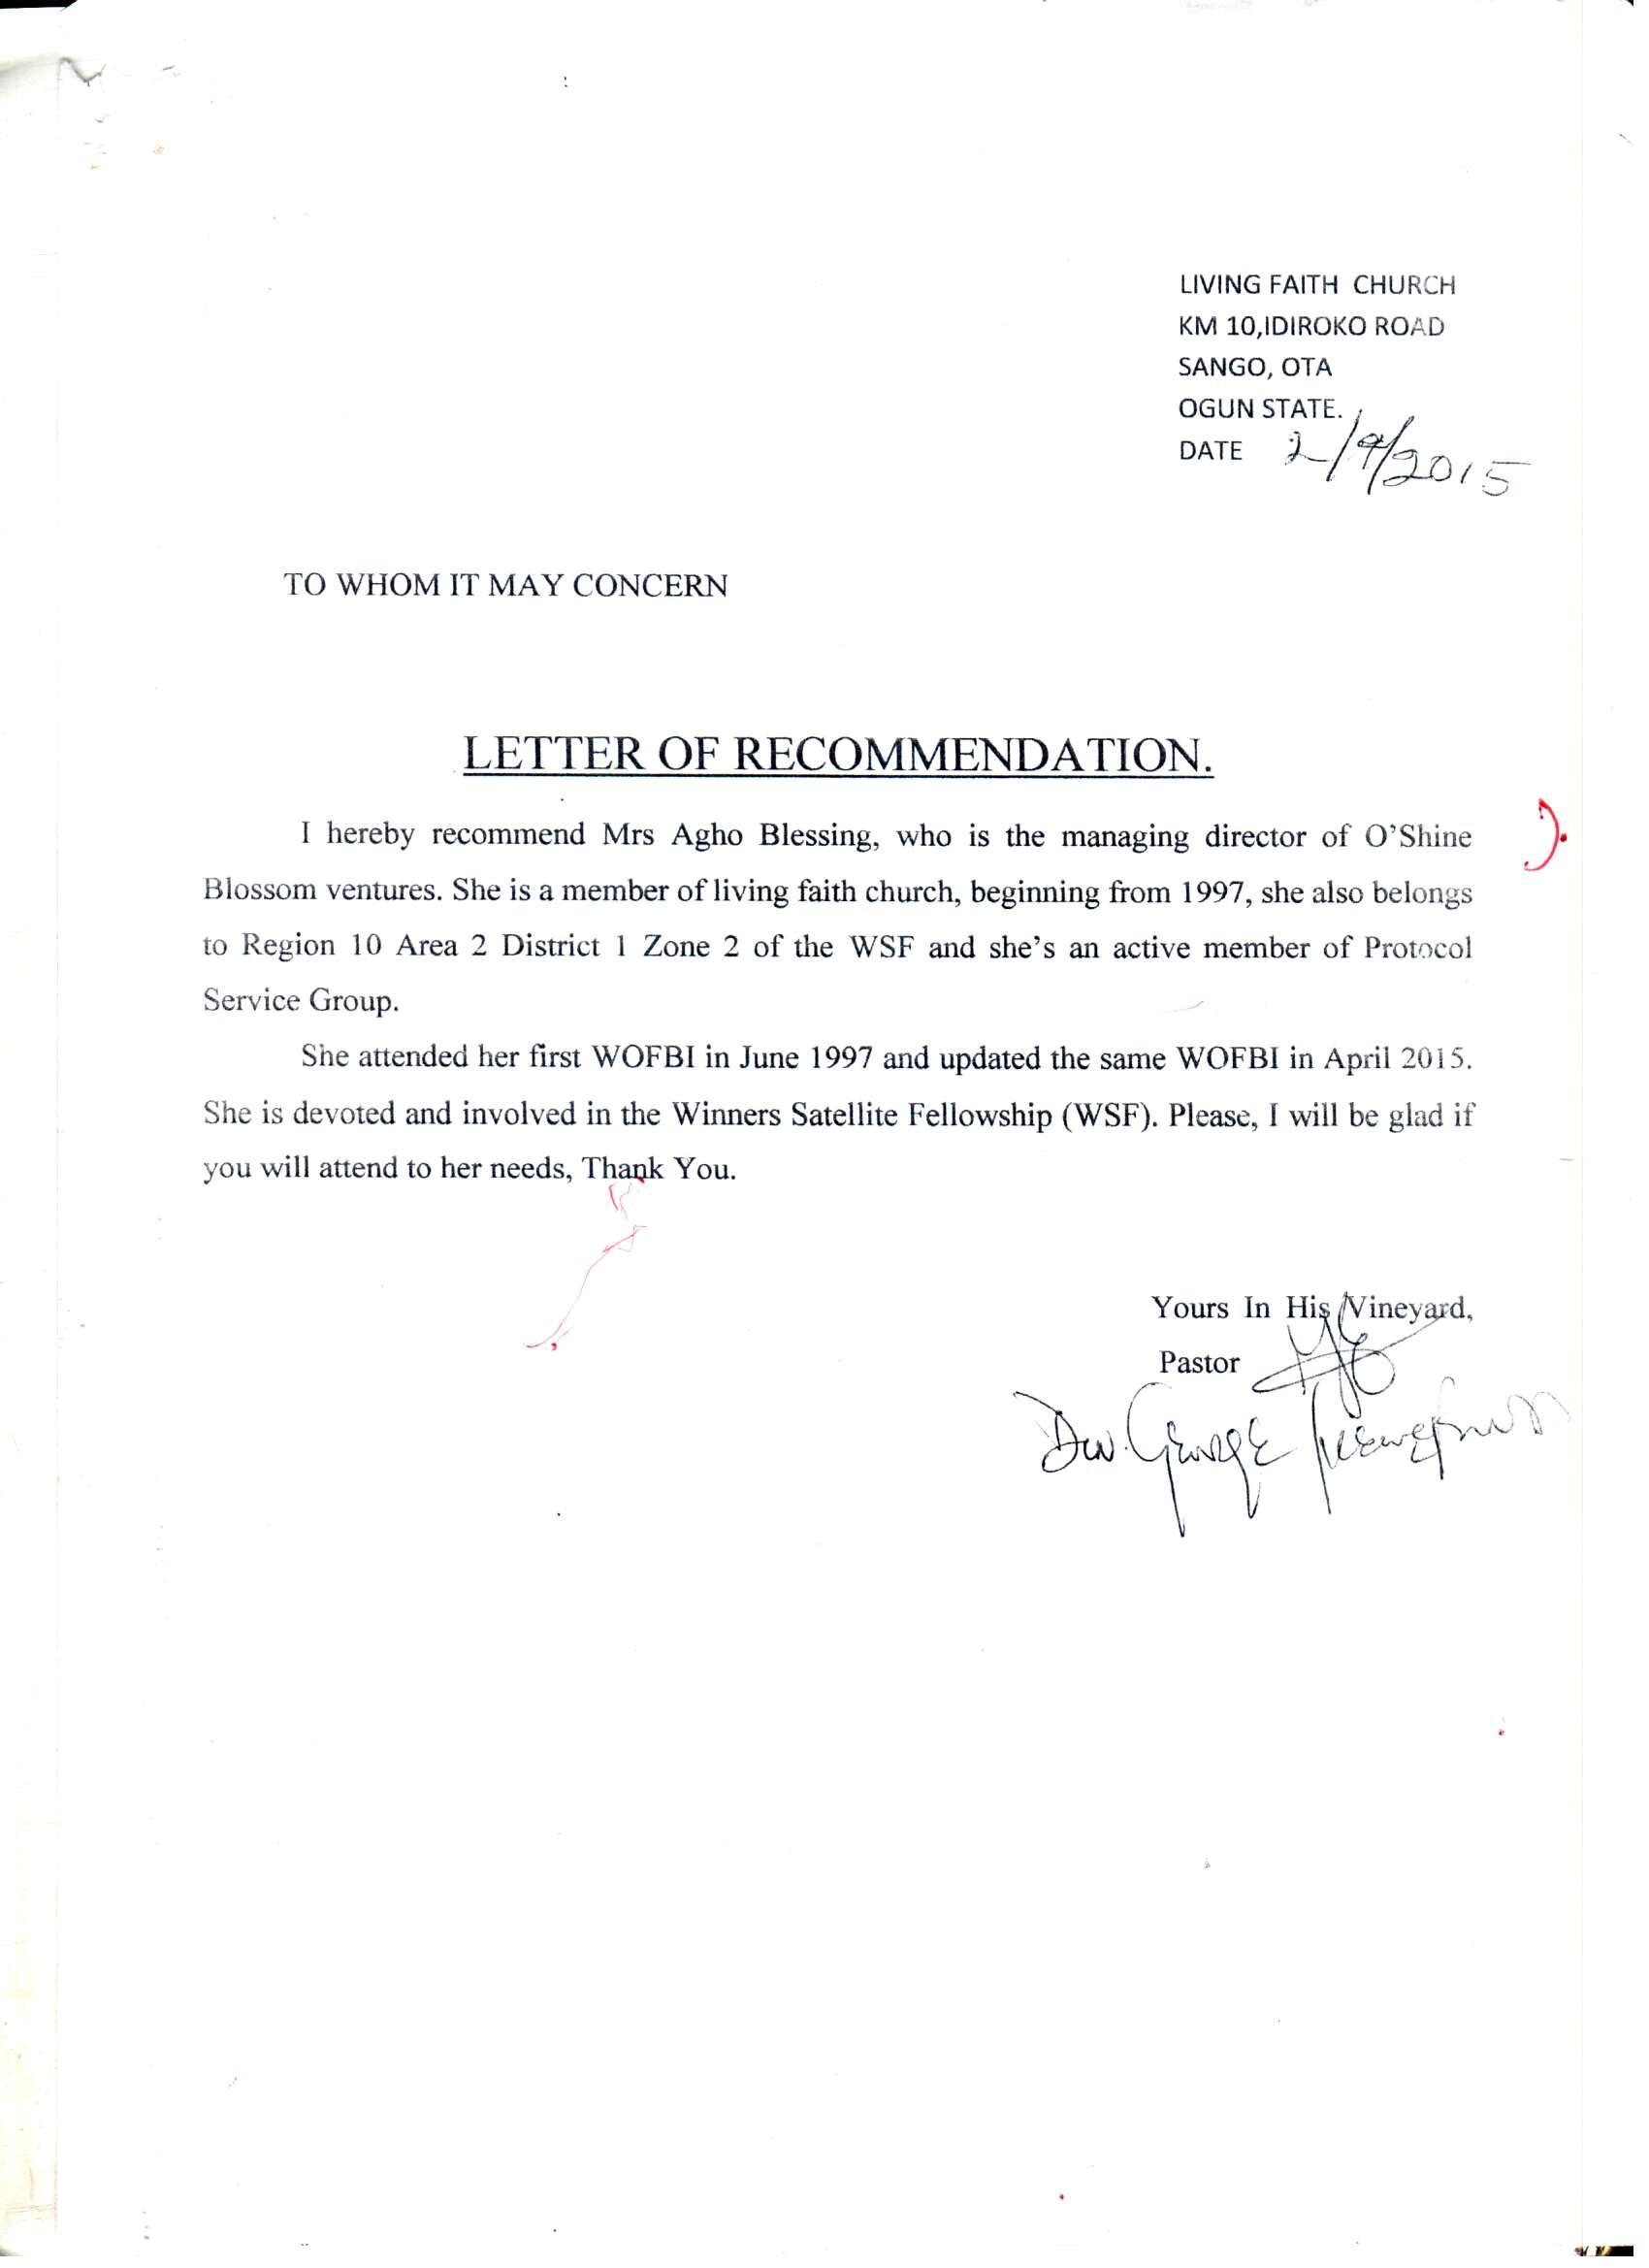 LIVING FAITH CHURCH
KM 10,IDIROKO ROAD
SANGO, OTA
OGUN STATE.
DATE 2/9/2015
TO WHOM IT MAY CONCERN
LETTER OF RECOMMENDATION.
I hereby recommend Mrs Agho Blessing, who is the managing director of O'Shine
Blossom ventures. She is a member of living faith church, beginning from 1997, she also belongs
to Region 10 Area 2 District 1 Zone 2 of the WSF and she's an active member of Protocol
Service Group.
She attended her first WOFBI in June 1997 and updated the same WOFBI in April 2015.
She is devoted and involved in the Winners Satellite Fellowship (WSF). Please, I will be glad if
you will attend to her needs, Thank You.
Yours In His Vineyard,
Pastor
George